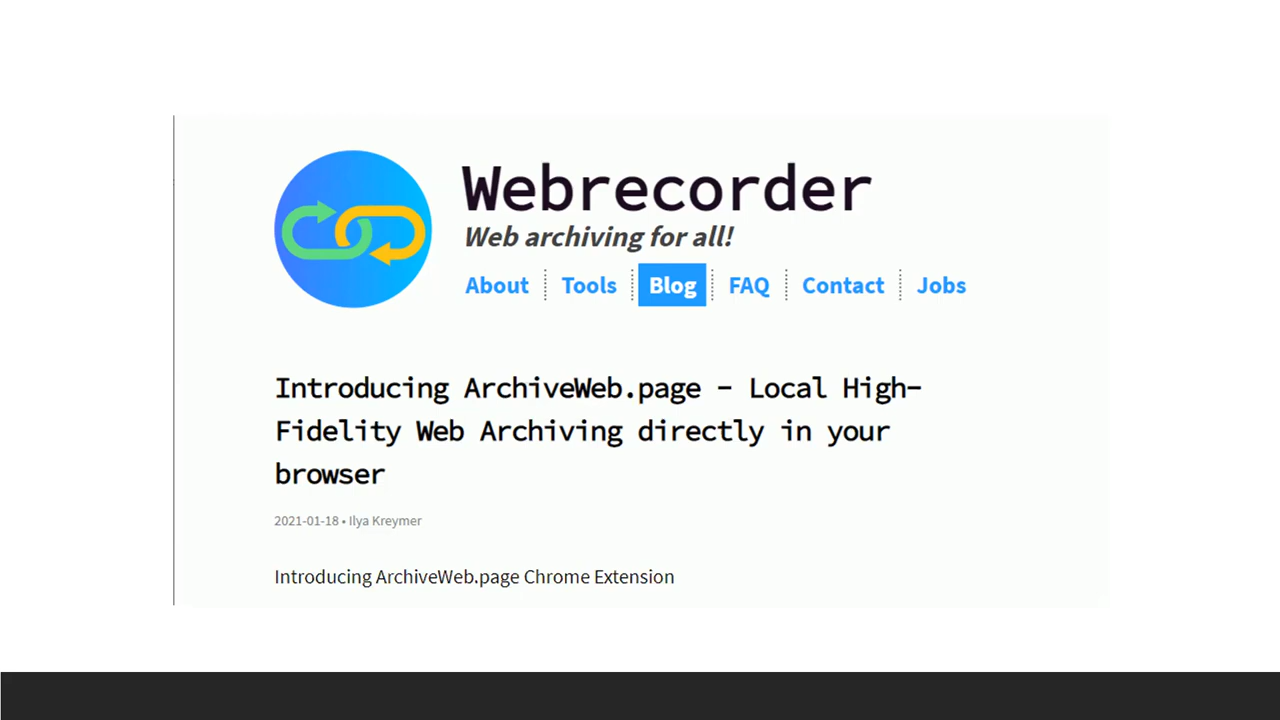 Webrecorder
Web archiving for all!
About Tools Blog FAQ Contact Jobs
Introducing ArchiveWeb.page - Local High-
Fidelity Web Archiving directly in your
browser
2021-01-18 • Ilya Kreymer
Introducing ArchiveWeb.page Chrome Extension